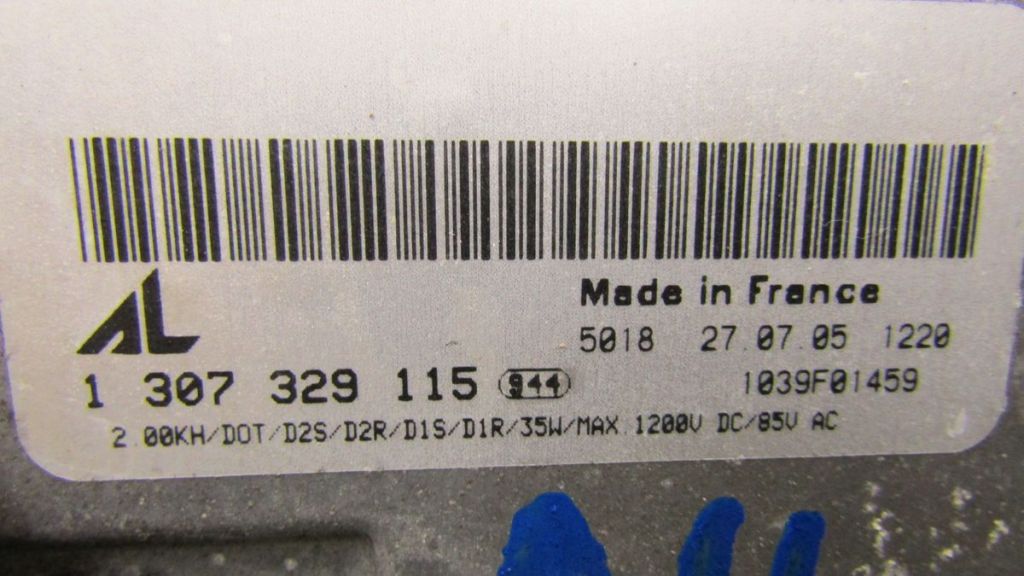 Made in France
AL
5018 27.07.05 1220
1 307 329 115 944
1039F01459
2.00KH/DOT/D2S/D2R/D1S/D1R/35W/MAX.1200V DC/85V AC